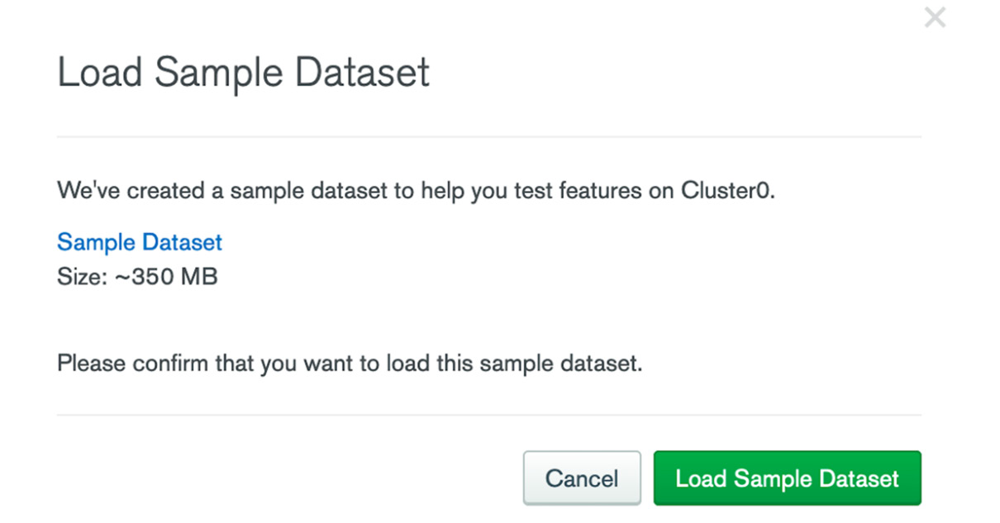 Load Sample Dataset
We've created a sample dataset to help you test features on Cluster0.
Sample Dataset
Size: ~350 MB
Please confirm that you want to load this sample dataset.
Cancel
Load Sample Dataset